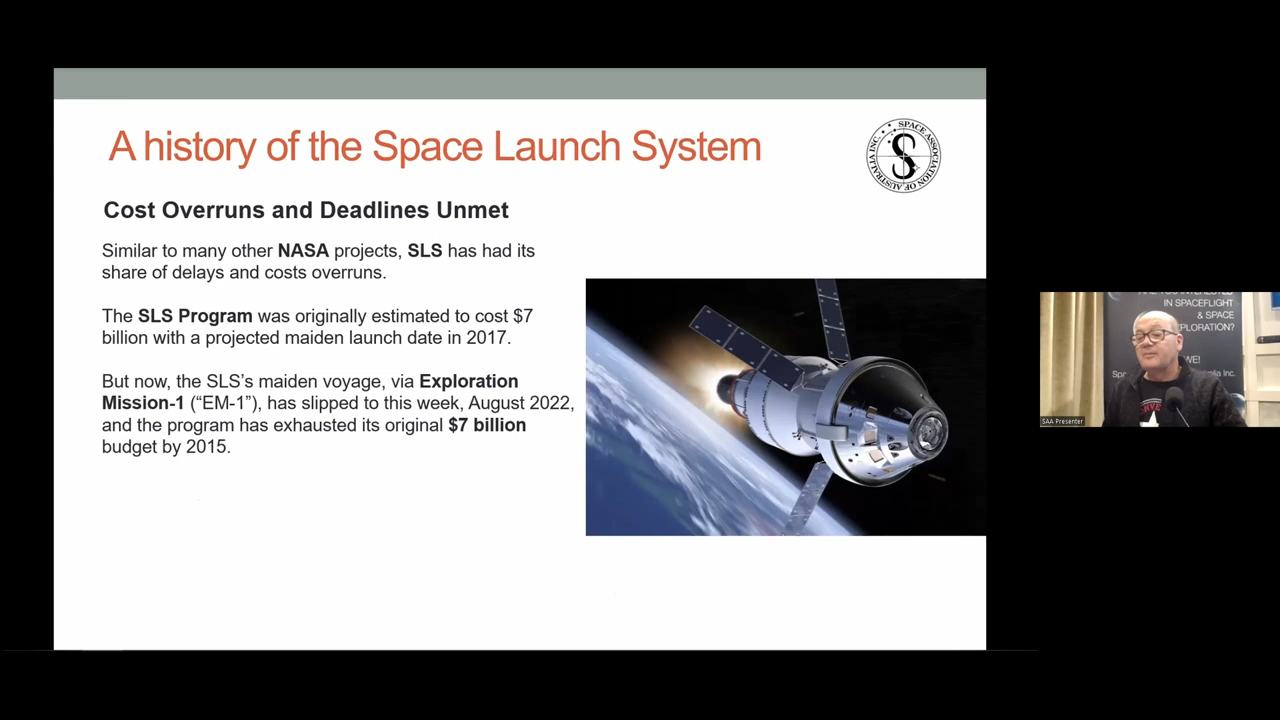 A history of the Space Launch System
SPACE ASSOCIATION OF AUSTRALIA INC.
S
Cost Overruns and Deadlines Unmet
Similar to many other NASA projects, SLS has had its
share of delays and costs overruns.
The SLS Program was originally estimated to cost $7
billion with a projected maiden launch date in 2017.
But now, the SLS’s maiden voyage, via Exploration
Mission-1 (“EM-1”), has slipped to this week, August 2022,
and the program has exhausted its original $7 billion
budget by 2015.
IN SPACEFLIGHT
& SPACE
SAA Presenter